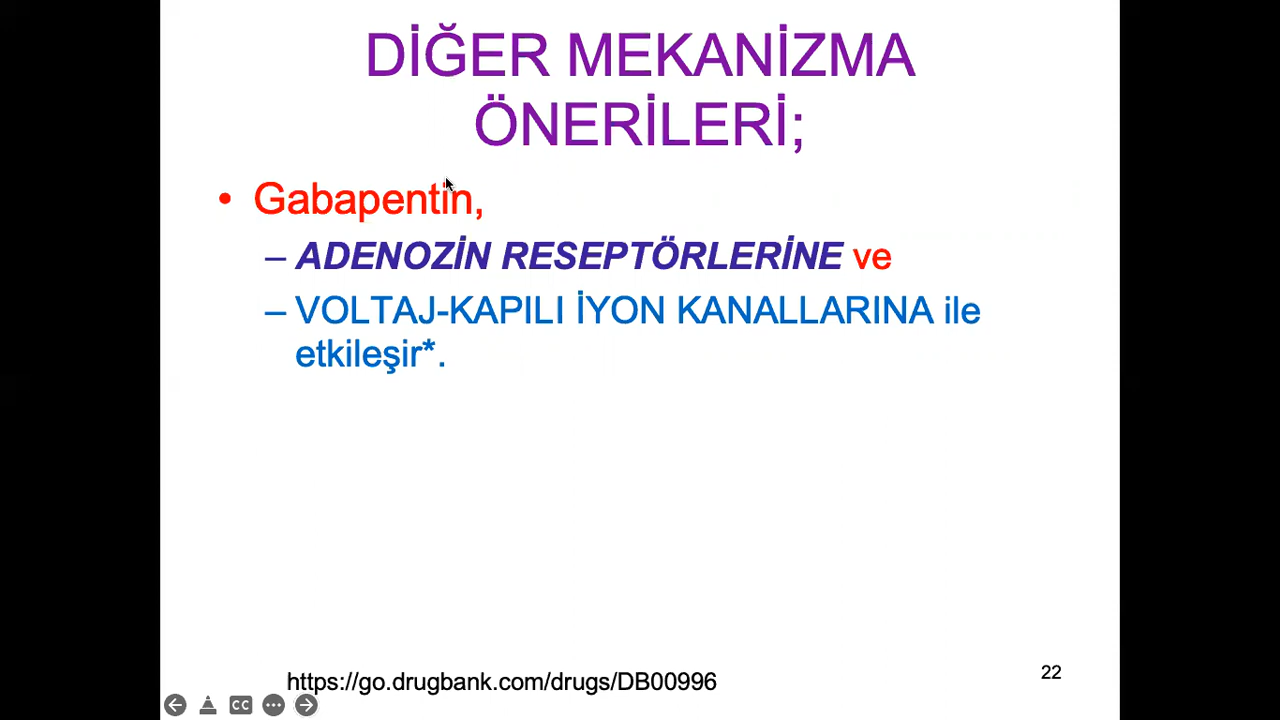 DİĞER MEKANİZMA
ÖNERİLERİ;
• Gabapentin,
– ADENOZİN RESEPTÖRLERİNE ve
– VOLTAJ-KAPILI İYON KANALLARINA ile
etkileşir*.
22
https://go.drugbank.com/drugs/DB00996
CC